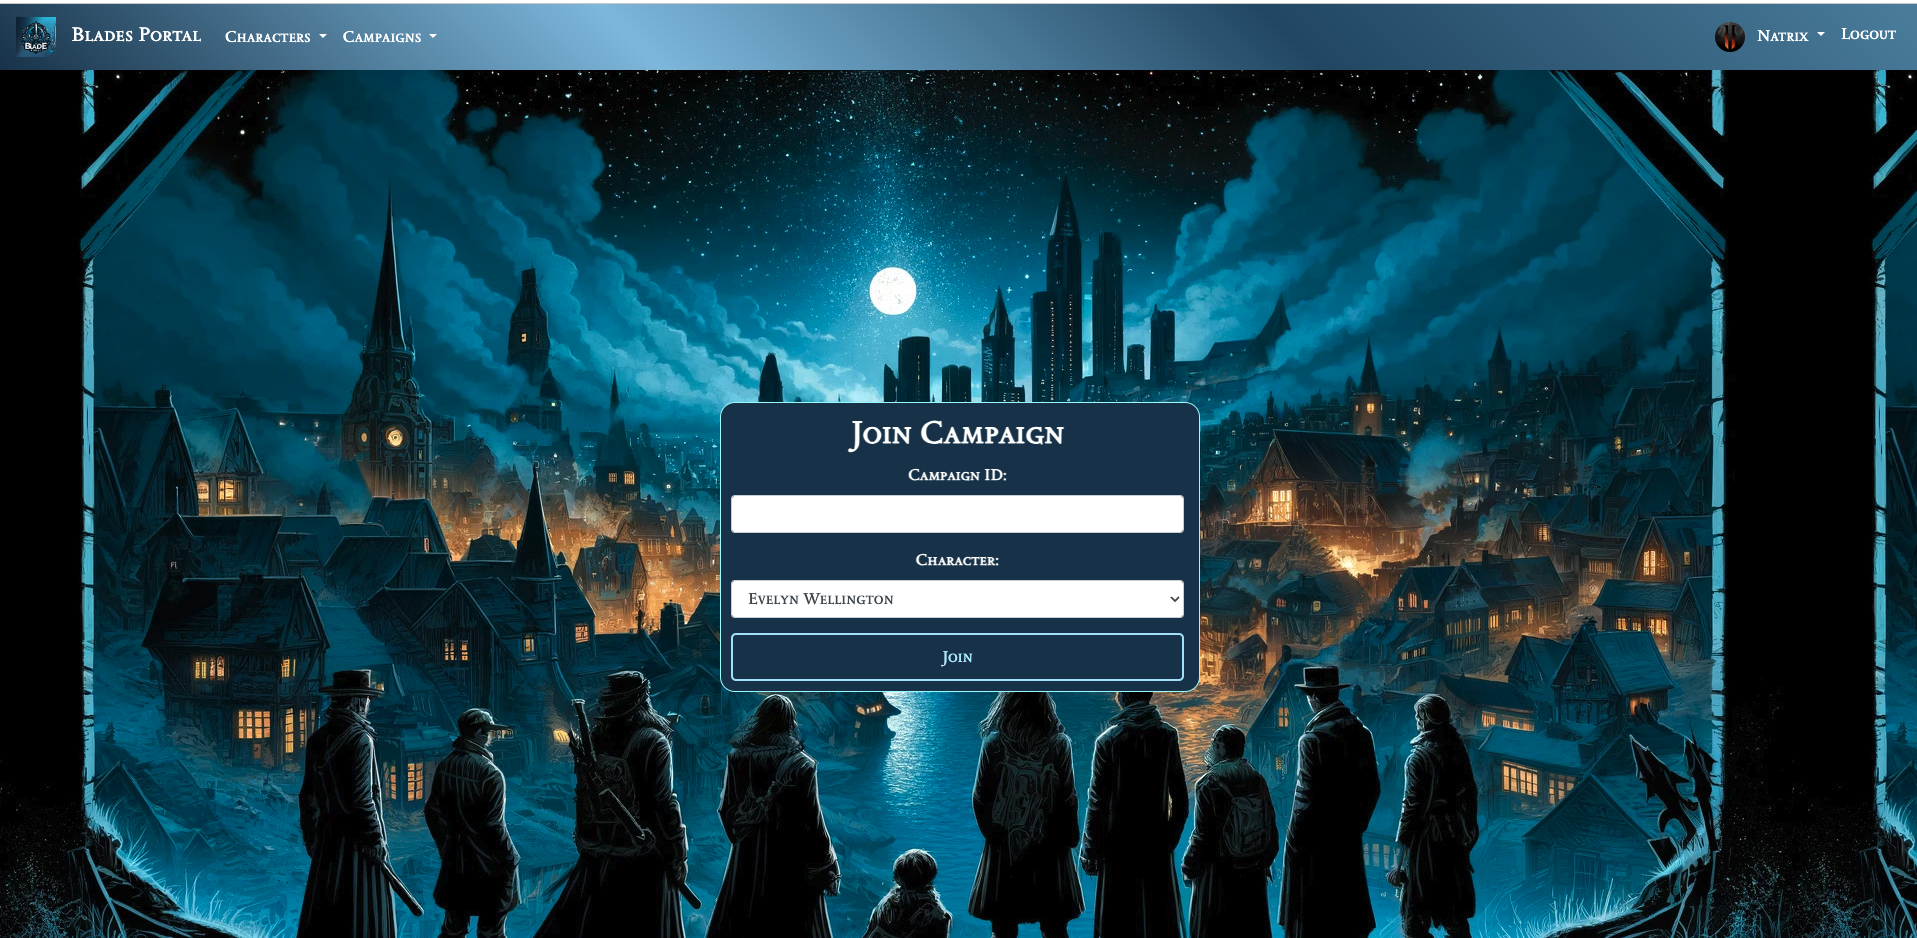 BLADE
Blades Portal
Characters
Campaigns
Natrix
Logout
Join Campaign
Campaign ID:
Character:
Evelyn Wellington
Join